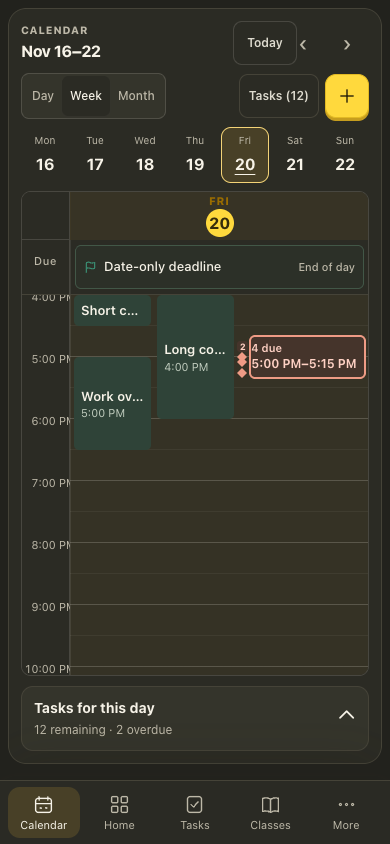 CALENDAR
Nov 16–22
Today
Day Week Month
Tasks (12)
Mon Tue Wed Thu Fri Sat Sun
16 17 18 19 20 21 22
FRI
20
Due
Date-only deadline End of day
4:00 PM
Short c...
Long co...
4:00 PM
2
4 due
5:00 PM–5:15 PM
5:00 PM
Work ov...
5:00 PM
6:00 PM
7:00 PM
8:00 PM
9:00 PM
10:00 PM
Tasks for this day
12 remaining · 2 overdue
Calendar Home Tasks Classes More